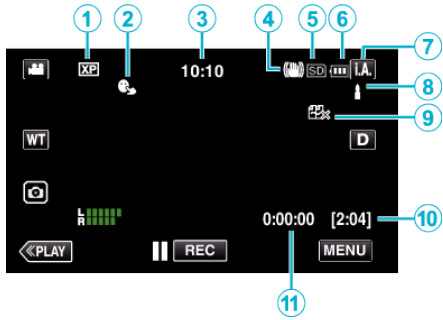 1 2 3 4 5 6 7
XP 10:10 SD i.A.
8
9
WT D
L
R 0:00:00 [2:04] 10
≪PLAY REC MENU
11